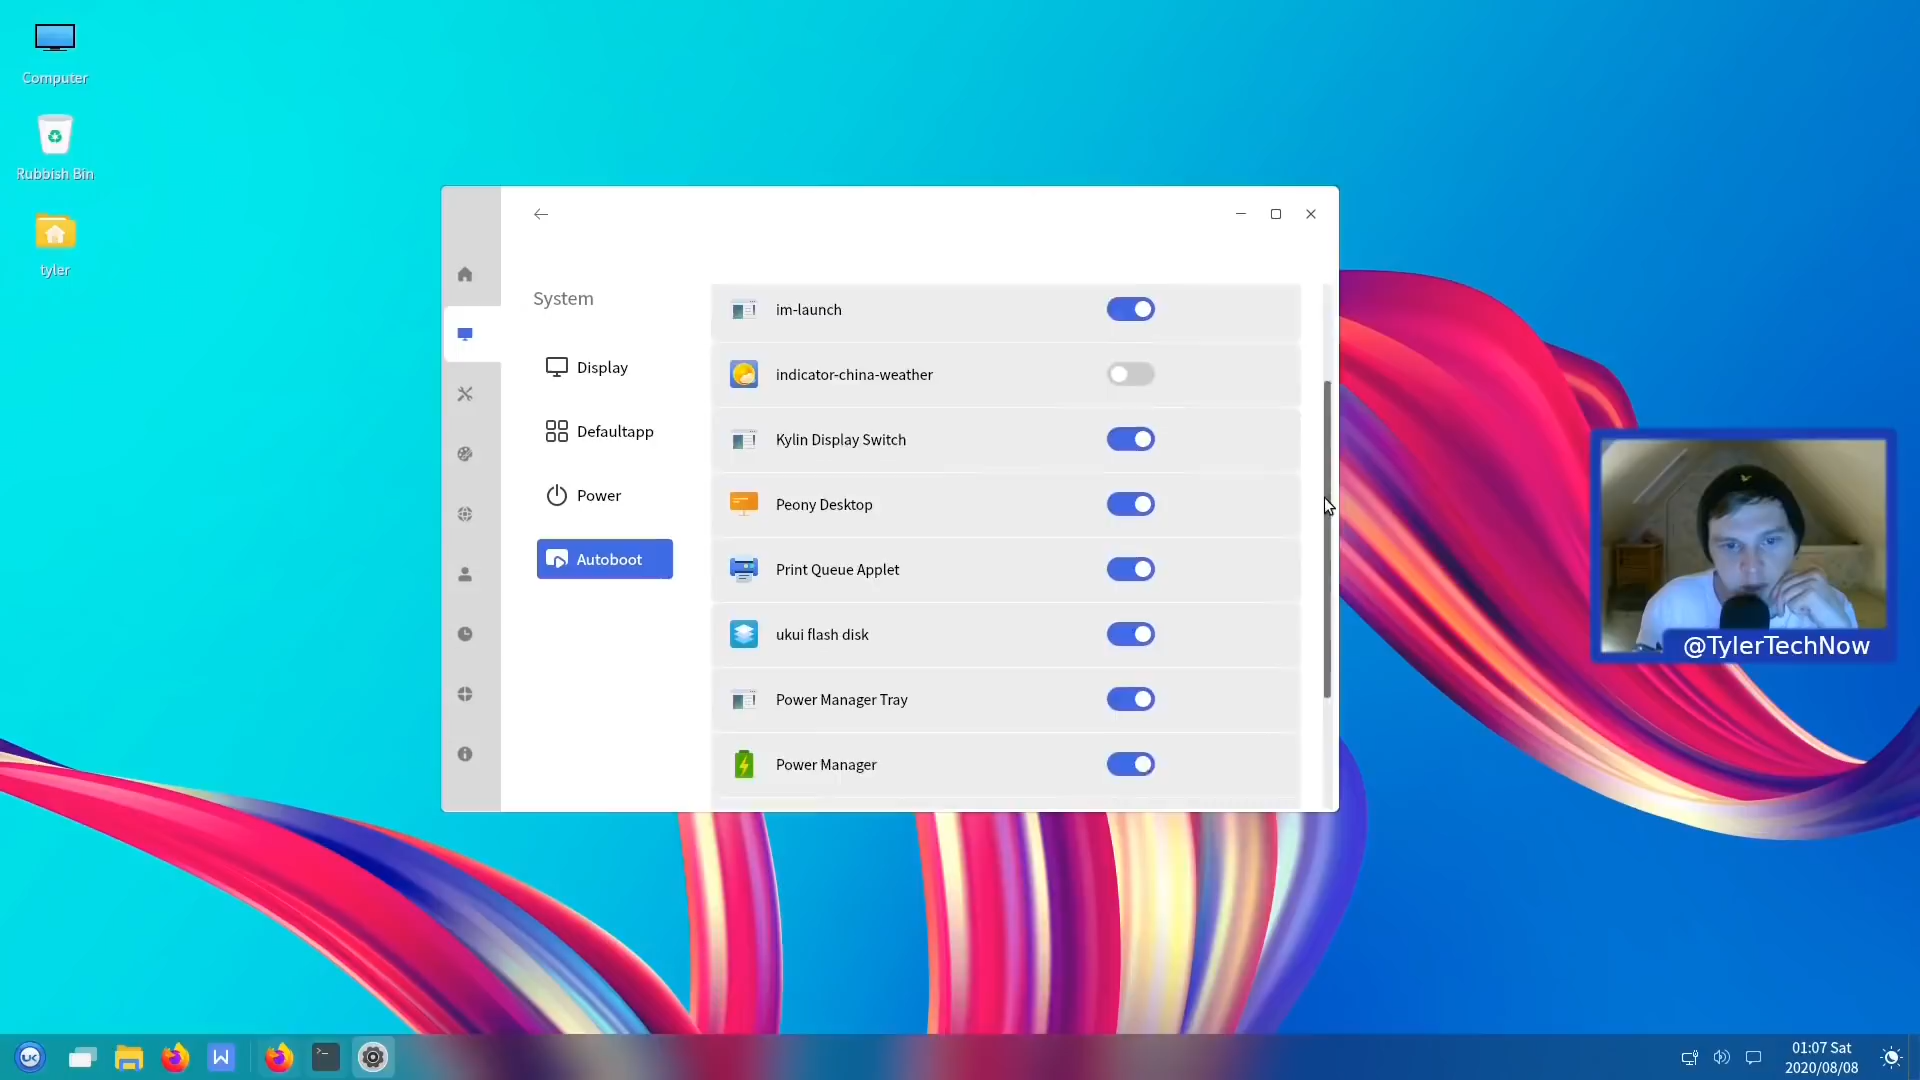 Computer
Rubbish Bin
tyler
System
Display
Defaultapp
Power
Autoboot
im-launch
indicator-china-weather
Kylin Display Switch
Peony Desktop
Print Queue Applet
ukui flash disk
Power Manager Tray
Power Manager
@TylerTechNow
UK
W
>_
01:07 Sat
2020/08/08